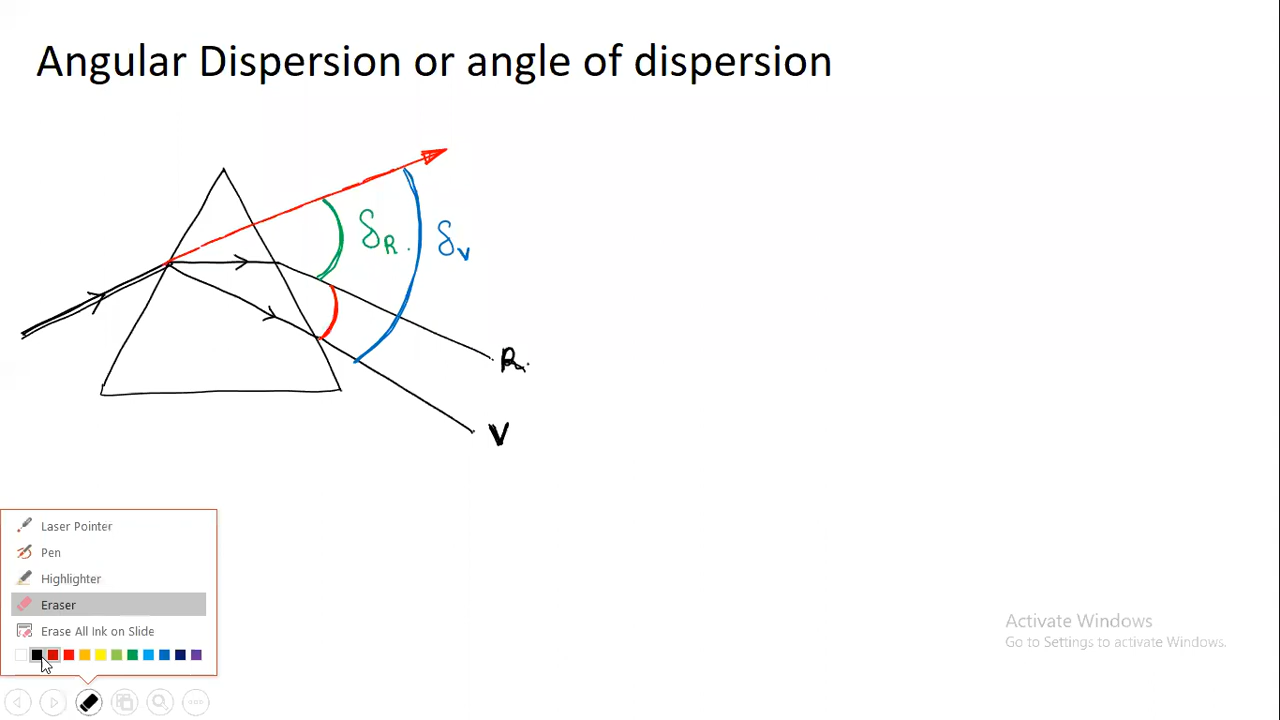 Angular Dispersion or angle of dispersion
δR.
δV
R.
V
Laser Pointer
Pen
Highlighter
Eraser
Erase All Ink on Slide
Activate Windows
Go to Settings to activate Windows.